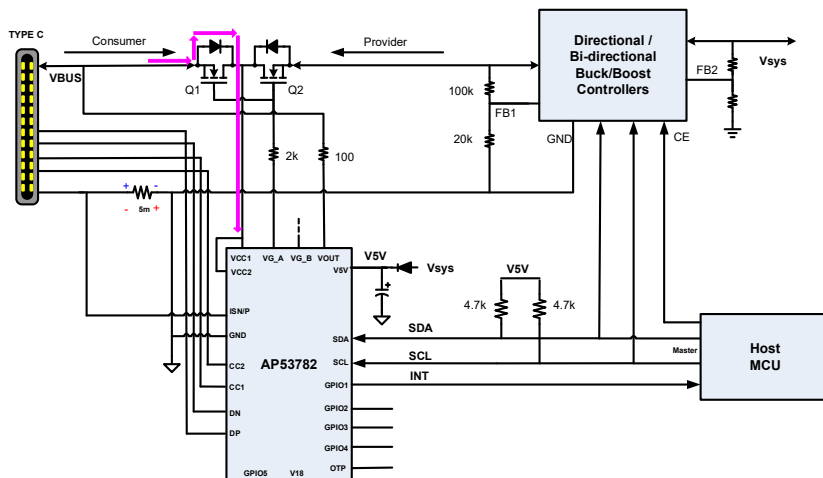 TYPE C
Consumer
Provider
Directional /
Bi-directional
Buck/Boost
Controllers
VBUS
Q1
Q2
Vsys
FB2
100k
FB1
20k
GND
CE
2k
100
+ -
5m
- +
VCC1
VG_A
VG_B
VOUT
VCC2
V5V
V5V
Vsys
V5V
4.7k
4.7k
ISN/P
GND
AP53782
SDA
SDA
SCL
SCL
Master
Host
MCU
CC2
CC1
GPIO1
INT
DN
GPIO2
DP
GPIO3
GPIO4
OTP
GPIO5
V18
+